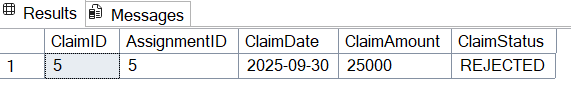 Results Messages
ClaimID AssignmentID ClaimDate ClaimAmount ClaimStatus
1 5 5 2025-09-30 25000 REJECTED